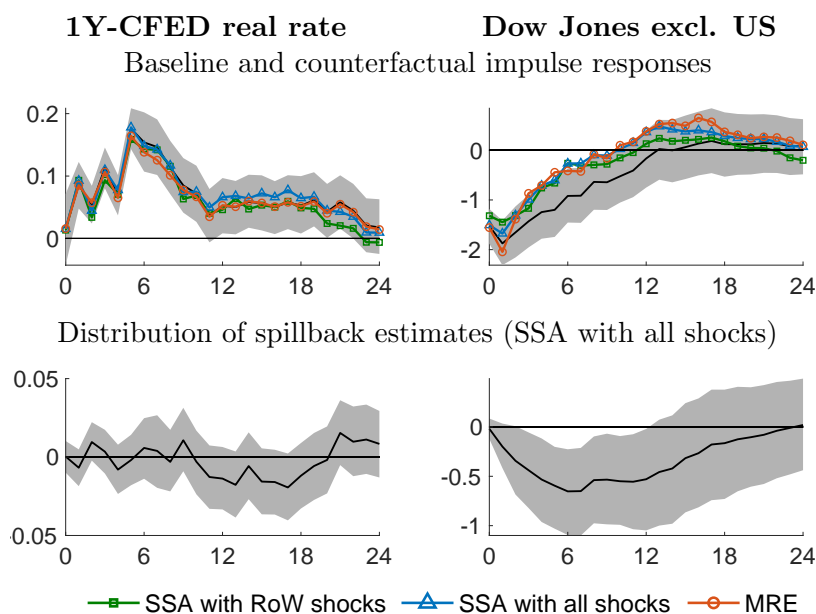 1Y-CFED real rate Dow Jones excl. US
Baseline and counterfactual impulse responses
0.2
0.1
0
0 6 12 18 24
0
-1
-2
0 6 12 18 24
Distribution of spillback estimates (SSA with all shocks)
0.05
0
0.05
0 6 12 18 24
0
-0.5
-1
0 6 12 18 24
SSA with RoW shocks SSA with all shocks MRE